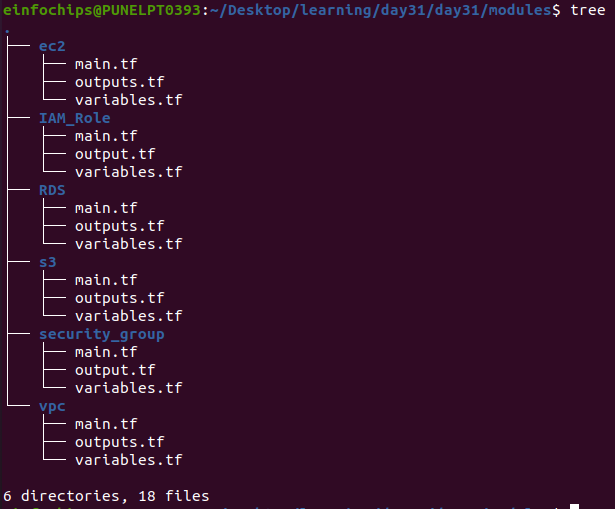 einfochips@PUNELPT0393:~/Desktop/learning/day31/day31/modules$ tree
.
├── ec2
│   ├── main.tf
│   ├── outputs.tf
│   └── variables.tf
├── IAM_Role
│   ├── main.tf
│   ├── output.tf
│   └── variables.tf
├── RDS
│   ├── main.tf
│   ├── outputs.tf
│   └── variables.tf
├── s3
│   ├── main.tf
│   ├── outputs.tf
│   └── variables.tf
├── security_group
│   ├── main.tf
│   ├── output.tf
│   └── variables.tf
└── vpc
    ├── main.tf
    ├── outputs.tf
    └── variables.tf
6 directories, 18 files